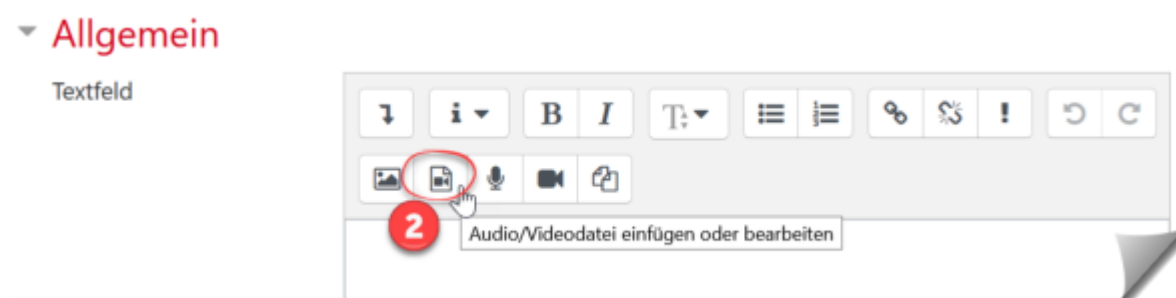 Allgemein
Textfeld
B I T
2
Audio/Videodatei einfügen oder bearbeiten